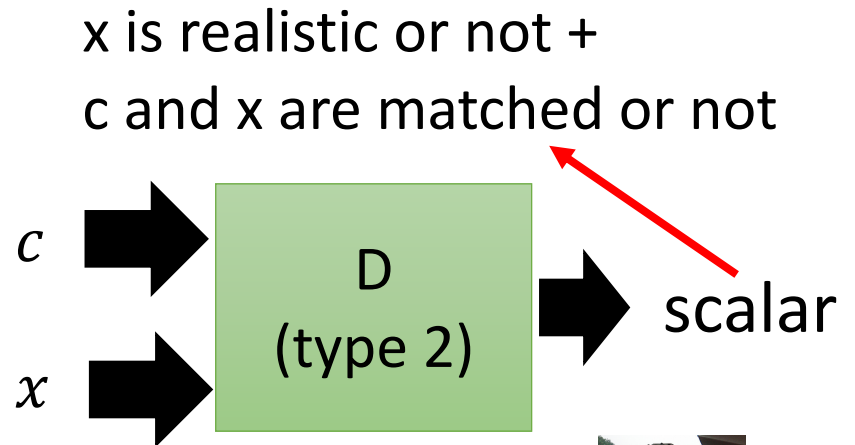 x is realistic or not +
c and x are matched or not
c
D
(type 2)
scalar
x